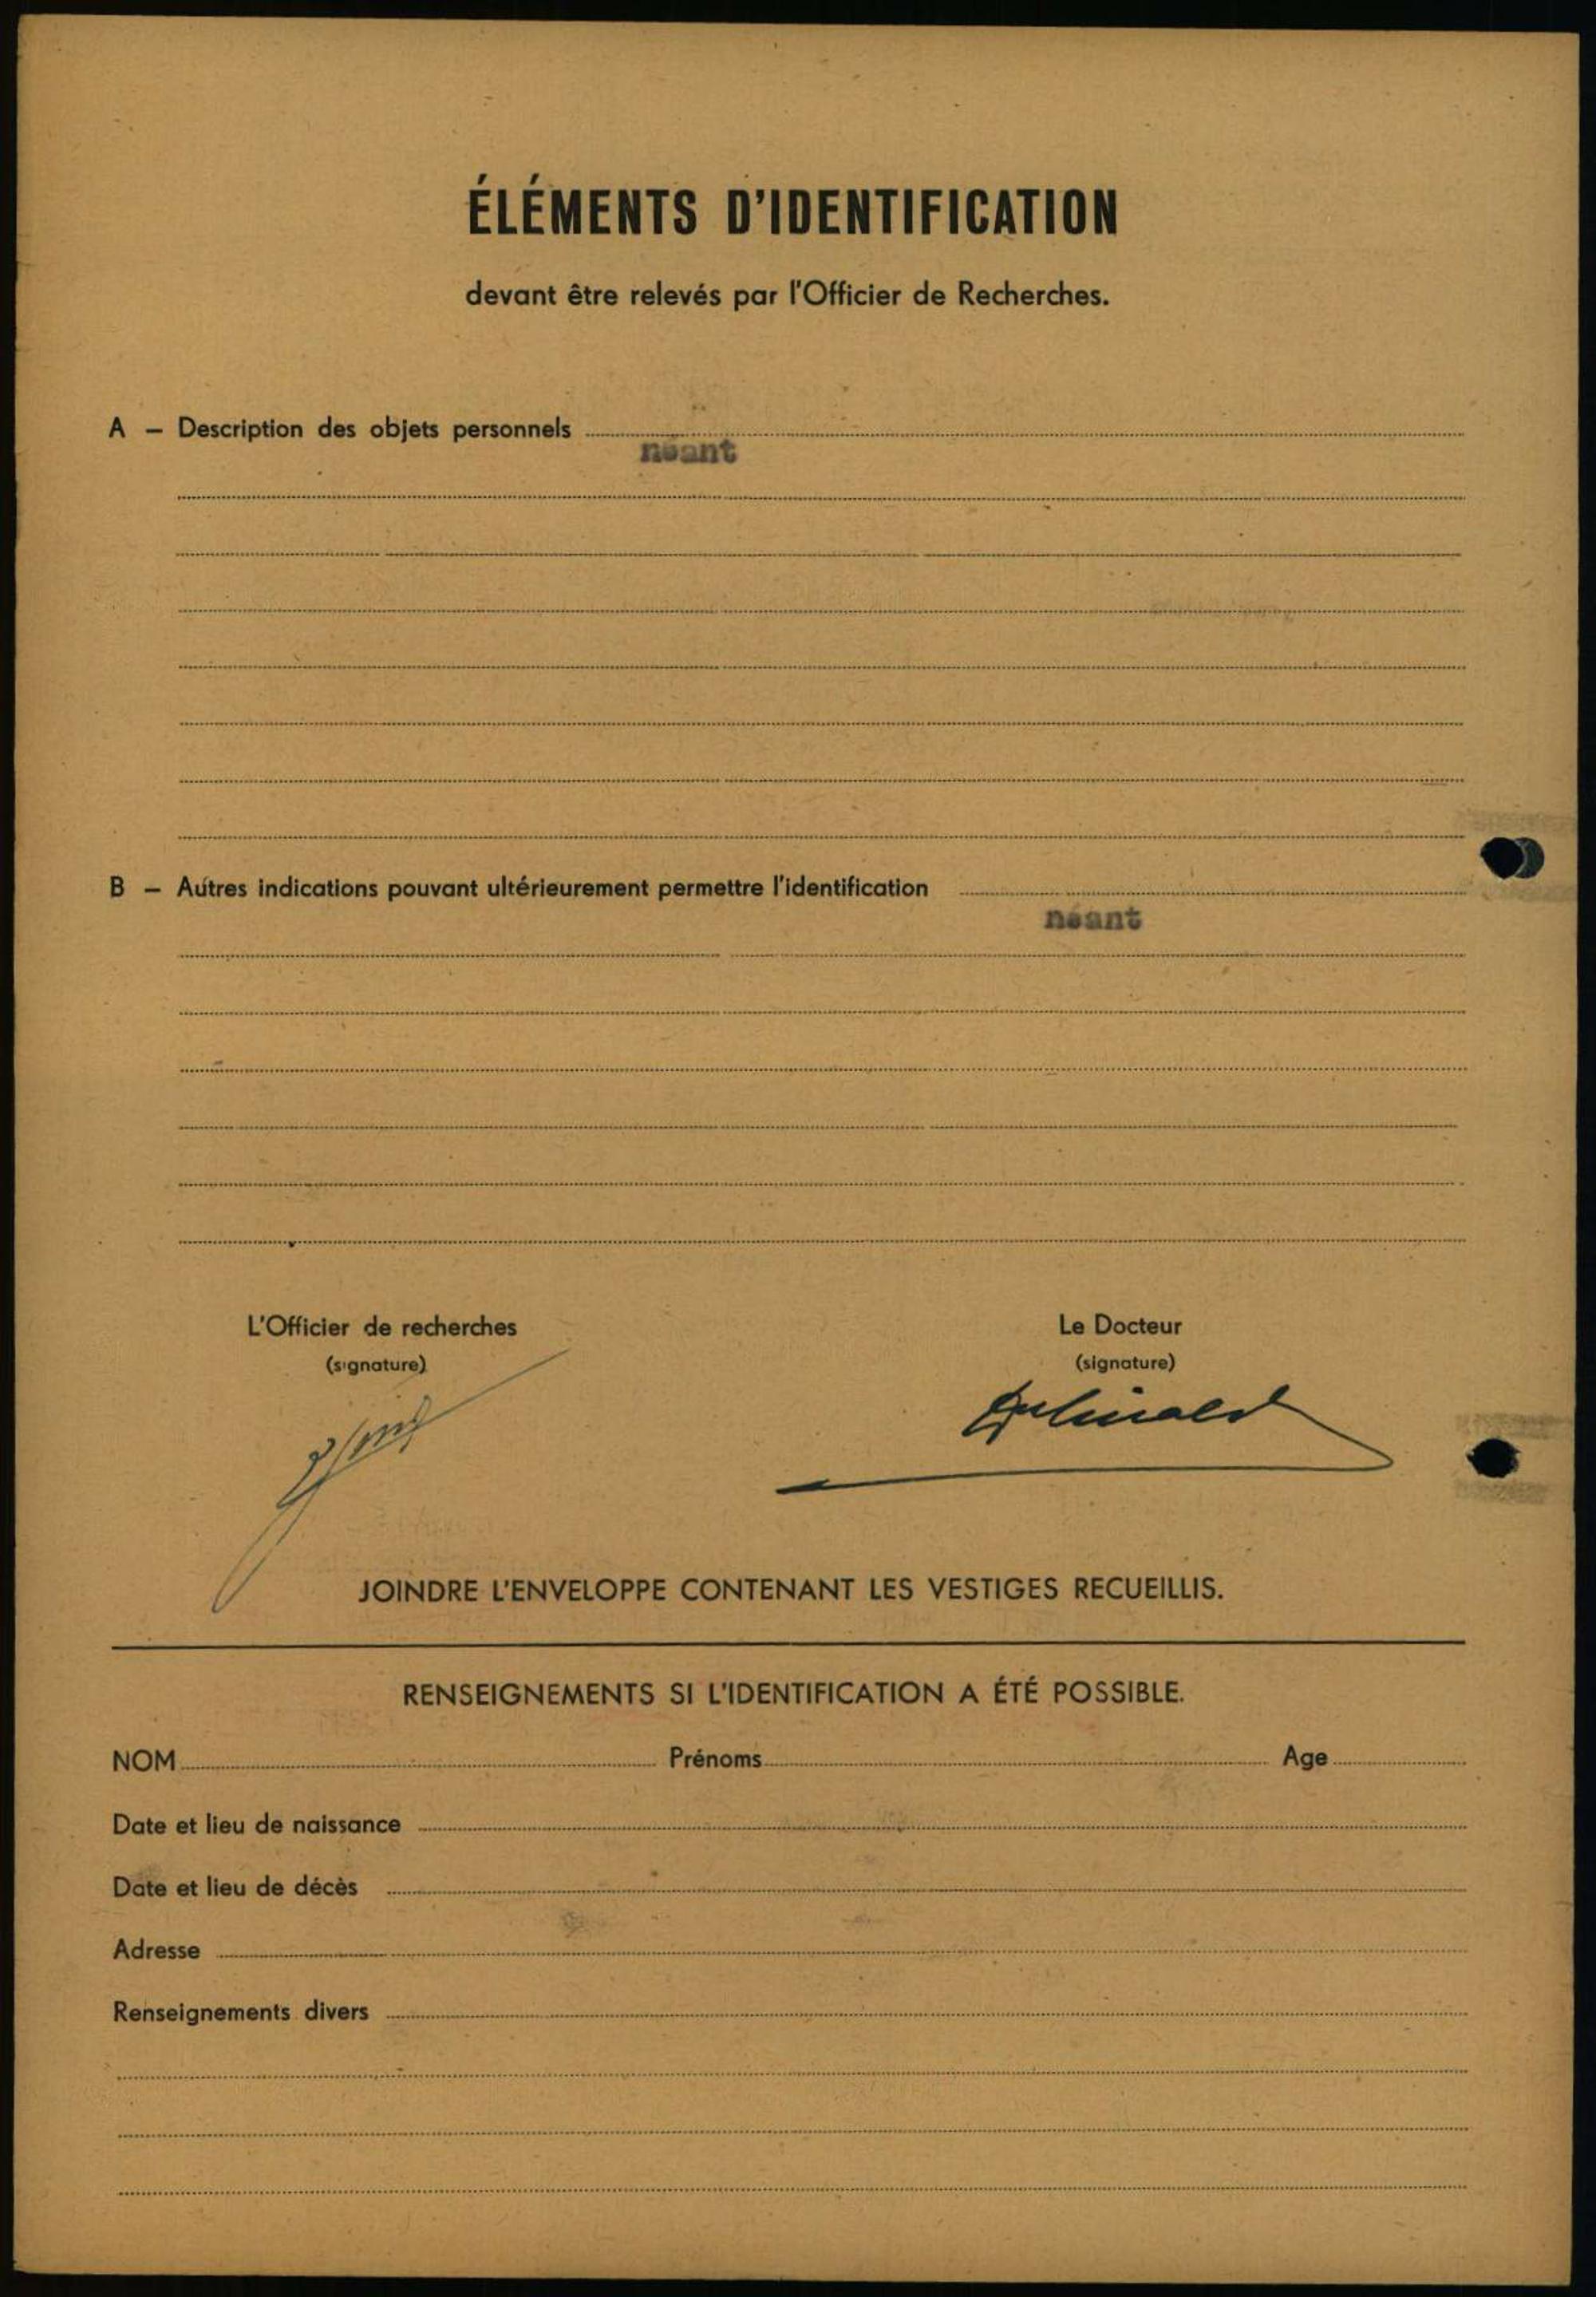 ÉLÉMENTS D'IDENTIFICATION
devant être relevés par l'Officier de Recherches.
A — Description des objets personnels
néant
B — Autres indications pouvant ultérieurement permettre l'identification
néant
L'Officier de recherches
Le Docteur
(signature)
(signature)
JOINDRE L'ENVELOPPE CONTENANT LES VESTIGES RECUEILLIS.
RENSEIGNEMENTS SI L'IDENTIFICATION A ÉTÉ POSSIBLE.
NOM Prénoms Age
Date et lieu de naissance
Date et lieu de décès
Adresse
Renseignements divers